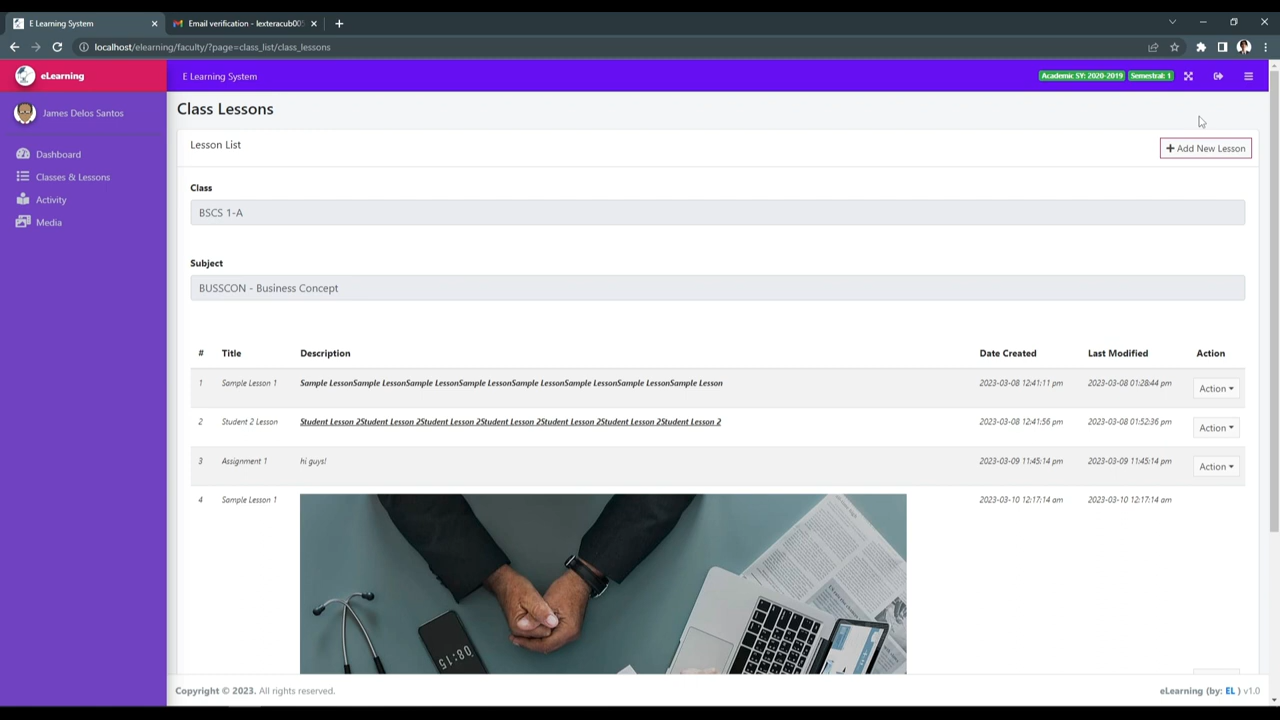 E Learning System
Email verification - lexteracub005
localhost/elearning/faculty/?page=class_list/class_lessons
eLearning
E Learning System
Academic SY: 2020-2019
Semestral: 1
James Delos Santos
Dashboard
Classes & Lessons
Activity
Media
Class Lessons
Lesson List
Add New Lesson
Class
BSCS 1-A
Subject
BUSSCON - Business Concept
# Title Description Date Created Last Modified Action
1 Sample Lesson 1 Sample LessonSample LessonSample LessonSample LessonSample LessonSample LessonSample LessonSample Lesson 2023-03-08 12:41:11 pm 2023-03-08 01:28:44 pm Action
2 Student 2 Lesson Student Lesson 2Student Lesson 2Student Lesson 2Student Lesson 2Student Lesson 2Student Lesson 2Student Lesson 2 2023-03-08 12:41:56 pm 2023-03-08 01:52:36 pm Action
3 Assignment 1 hi guys! 2023-03-09 11:45:14 pm 2023-03-09 11:45:14 pm Action
4 Sample Lesson 1 2023-03-10 12:17:14 am 2023-03-10 12:17:14 am
08:15
Copyright © 2023. All rights reserved.
eLearning (by: EL ) v1.0